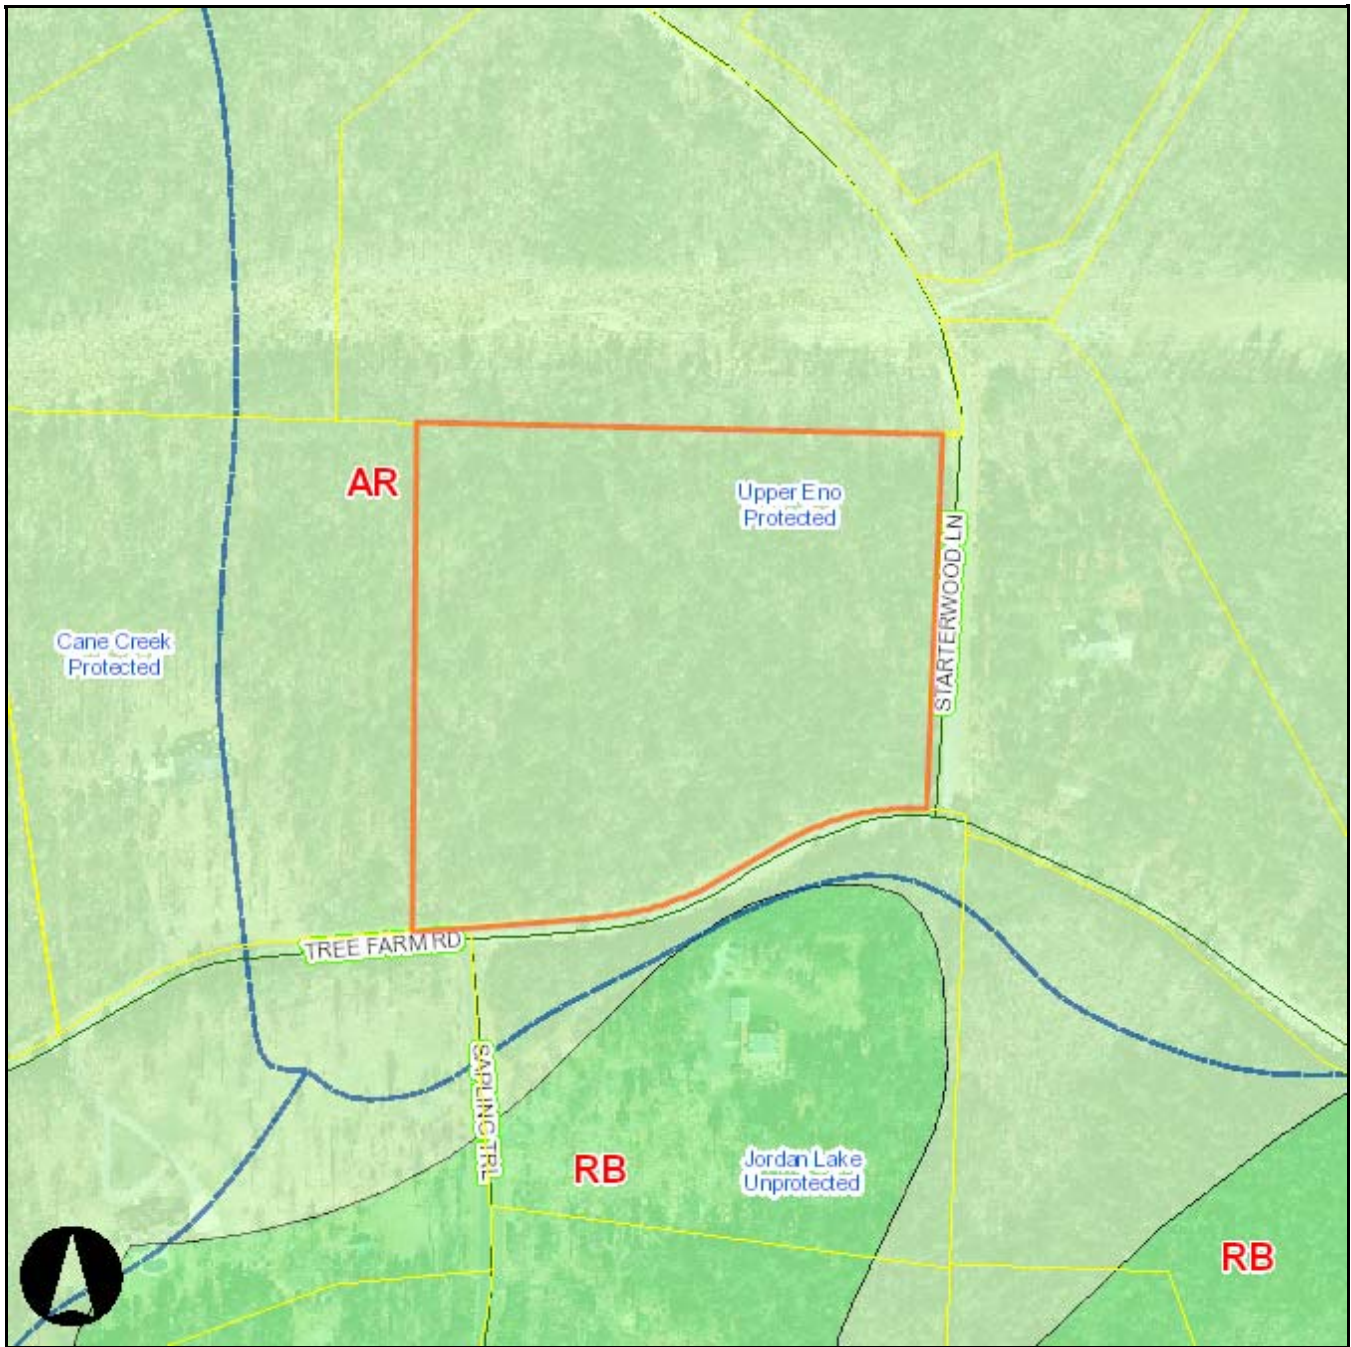 AR
Upper Eno
Protected
STARTERWOOD LN
Cane Creek
Protected
TREE FARM RD
SAPLING TRL
RB
Jordan Lake
Unprotected
RB